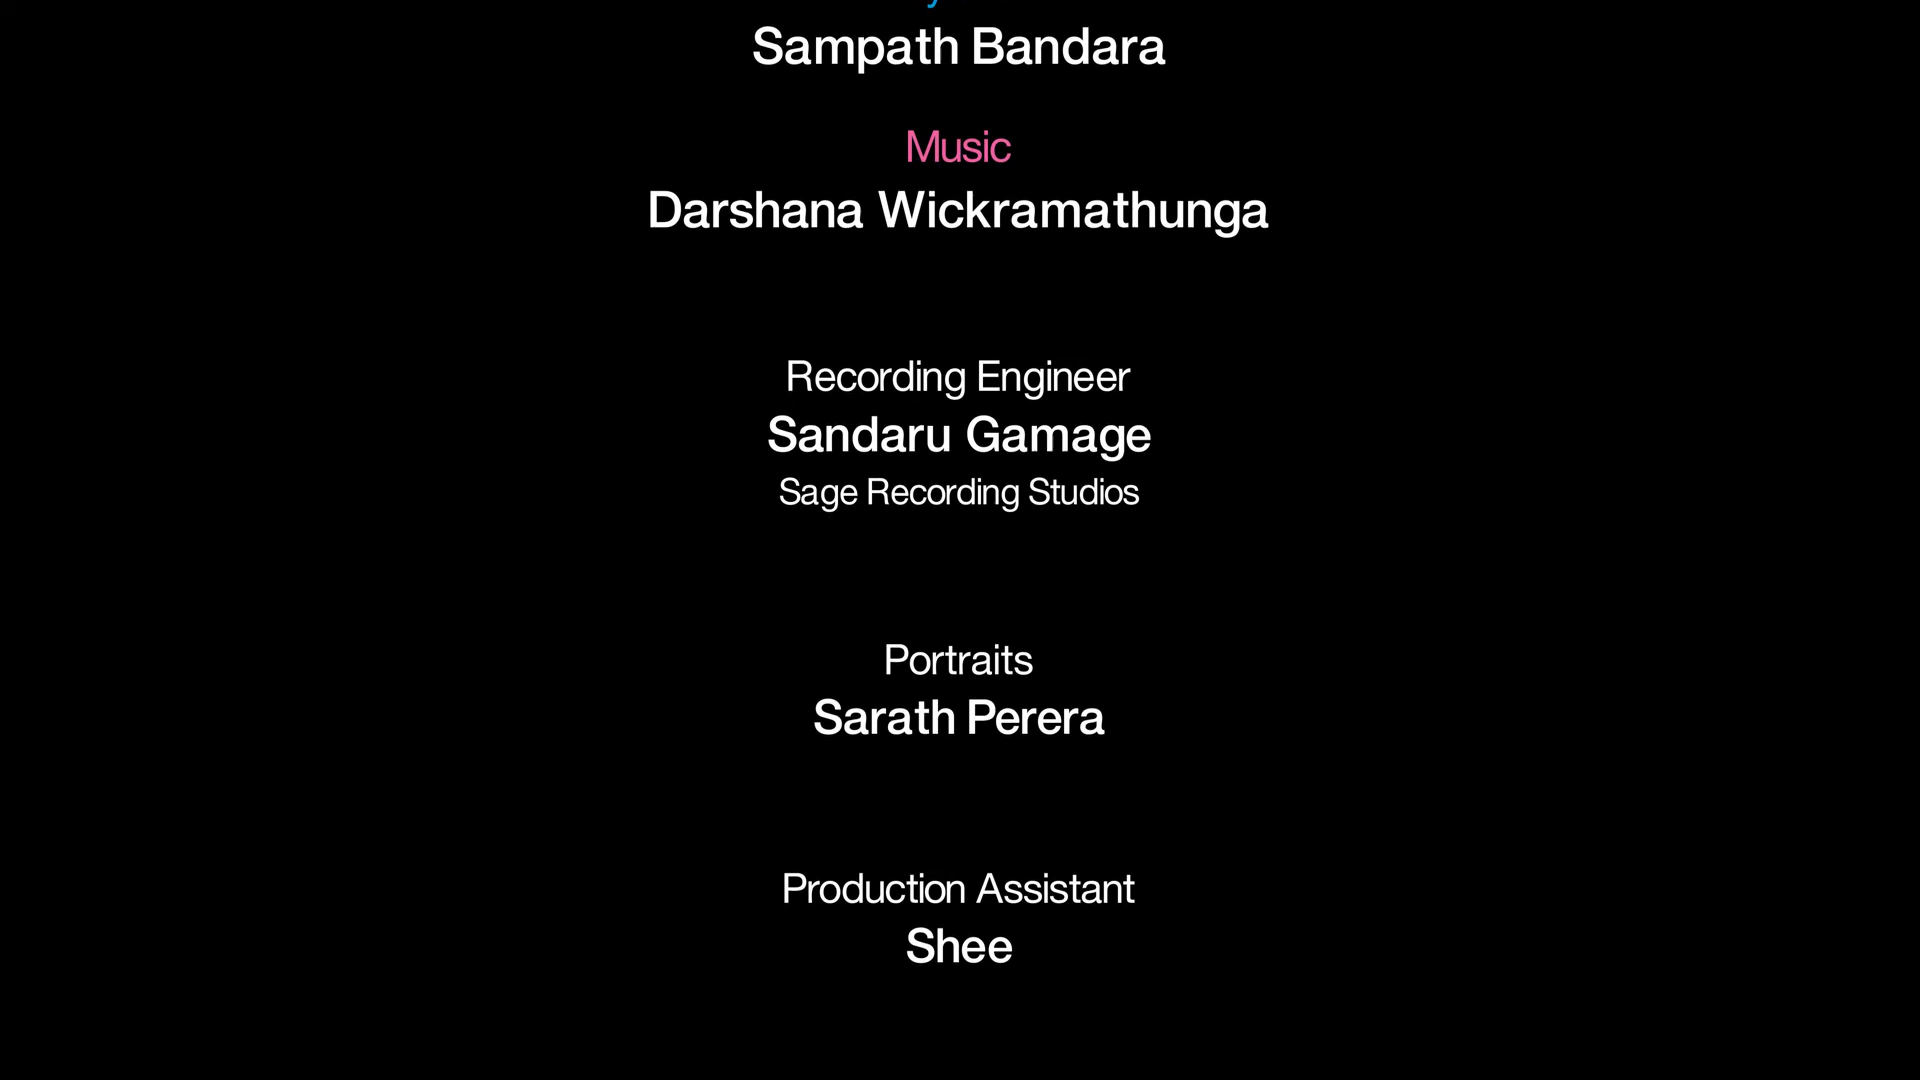 Sampath Bandara
Music
Darshana Wickramathunga
Recording Engineer
Sandaru Gamage
Sage Recording Studios
Portraits
Sarath Perera
Production Assistant
Shee